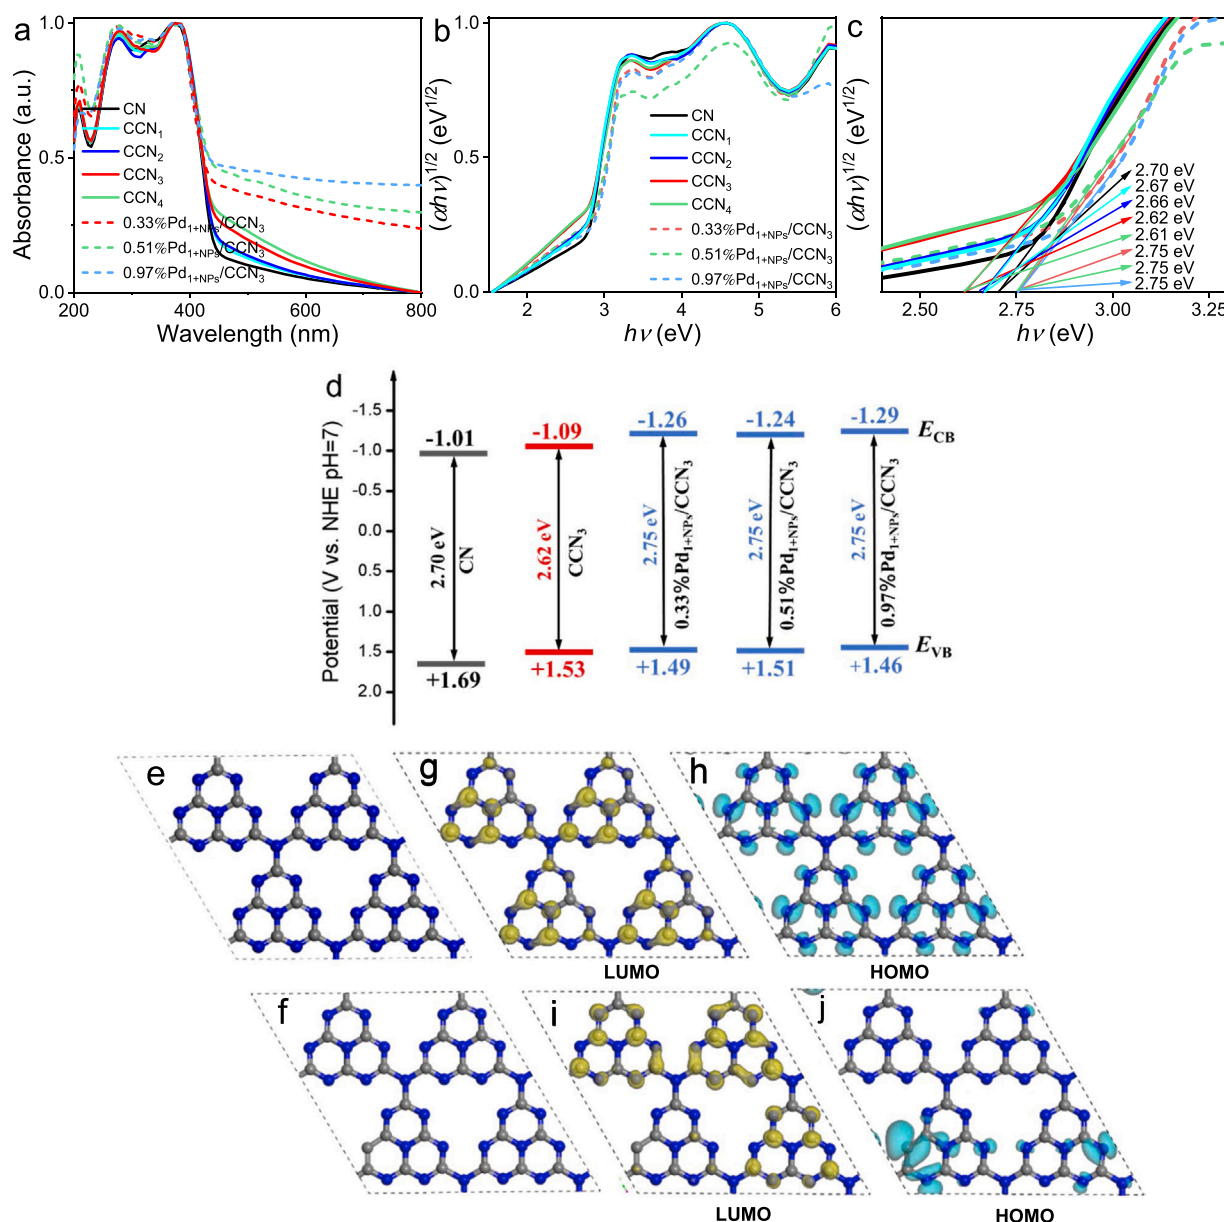 a
Absorbance (a.u.)
1.0
0.5
0.0
200
400
600
800
Wavelength (nm)
CN
CCN1
CCN2
CCN3
CCN4
0.33%Pd1+NPs/CCN3
0.51%Pd1+NPs/CCN3
0.97%Pd1+NPs/CCN3
b
(αhν)1/2 (eV1/2)
1.0
0.5
0.0
2
3
4
5
6
hν (eV)
CN
CCN1
CCN2
CCN3
CCN4
0.33%Pd1+NPs/CCN3
0.51%Pd1+NPs/CCN3
0.97%Pd1+NPs/CCN3
c
(αhν)1/2 (eV1/2)
2.50
2.75
3.00
3.25
hν (eV)
2.70 eV
2.67 eV
2.66 eV
2.62 eV
2.61 eV
2.75 eV
2.75 eV
2.75 eV
d
Potential (V vs. NHE pH=7)
-1.5
-1.0
-0.5
0.0
0.5
1.0
1.5
2.0
-1.01
2.70 eV
CN
+1.69
-1.09
2.62 eV
CCN3
+1.53
-1.26
2.75 eV
0.33%Pd1+NPs/CCN3
+1.49
-1.24
2.75 eV
0.51%Pd1+NPs/CCN3
+1.51
-1.29
2.75 eV
0.97%Pd1+NPs/CCN3
+1.46
ECB
EVB
e
g
h
LUMO
HOMO
f
i
j
LUMO
HOMO